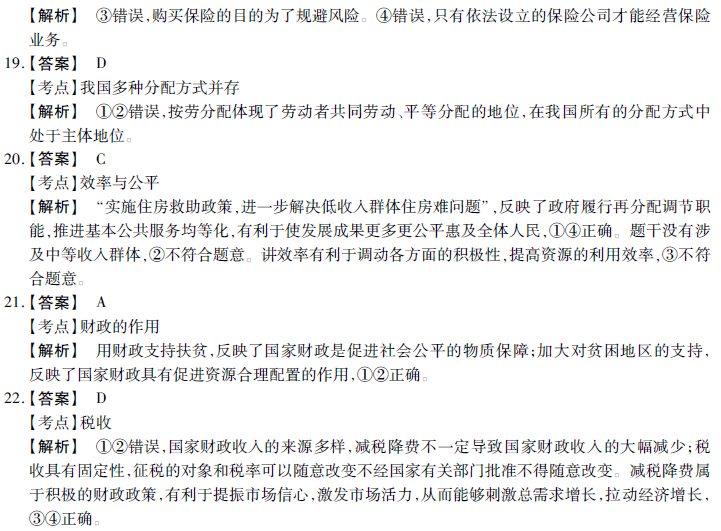 【解析】 ③错误,购买保险的目的为了规避风险。④错误,只有依法设立的保险公司才能经营保险
业务。
19.【答案】 D
【考点】我国多种分配方式并存
【解析】 ①②错误,按劳分配体现了劳动者共同劳动、平等分配的地位,在我国所有的分配方式中
处于主体地位。
20.【答案】 C
【考点】效率与公平
【解析】 “实施住房救助政策,进一步解决低收入群体住房难问题”,反映了政府履行再分配调节职
能,推进基本公共服务均等化,有利于使发展成果更多更公平惠及全体人民,①④正确。题干没有涉
及中等收入群体,②不符合题意。讲效率有利于调动各方面的积极性,提高资源的利用效率,③不符
合题意。
21.【答案】 A
【考点】财政的作用
【解析】 用财政支持扶贫,反映了国家财政是促进社会公平的物质保障;加大对贫困地区的支持,
反映了国家财政具有促进资源合理配置的作用,①②正确。
22.【答案】 D
【考点】税收
【解析】 ①②错误,国家财政收入的来源多样,减税降费不一定导致国家财政收入的大幅减少;税
收具有固定性,征税的对象和税率可以随意改变不经国家有关部门批准不得随意改变。减税降费属
于积极的财政政策,有利于提振市场信心,激发市场活力,从而能够刺激总需求增长,拉动经济增长,
③④正确。